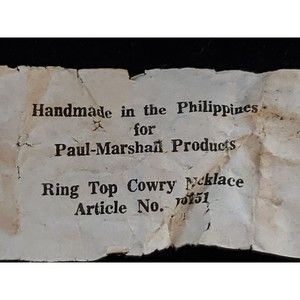 Handmade in the Philippines
for
Paul-Marshall Products
Ring Top Cowry Necklace
Article No.